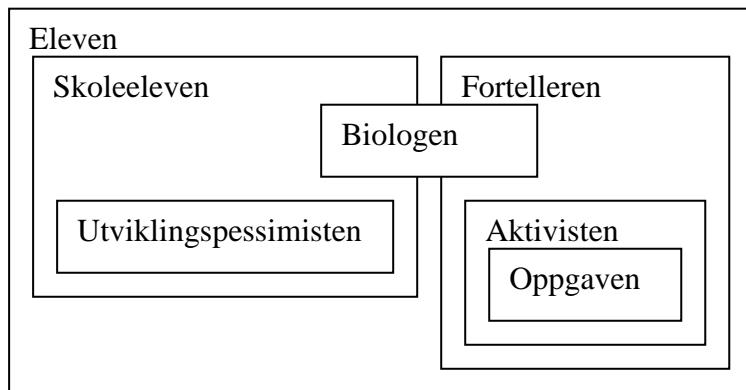 Eleven
Skoleeleven
Fortelleren
Biologen
Utviklingspessimisten
Aktivisten
Oppgaven